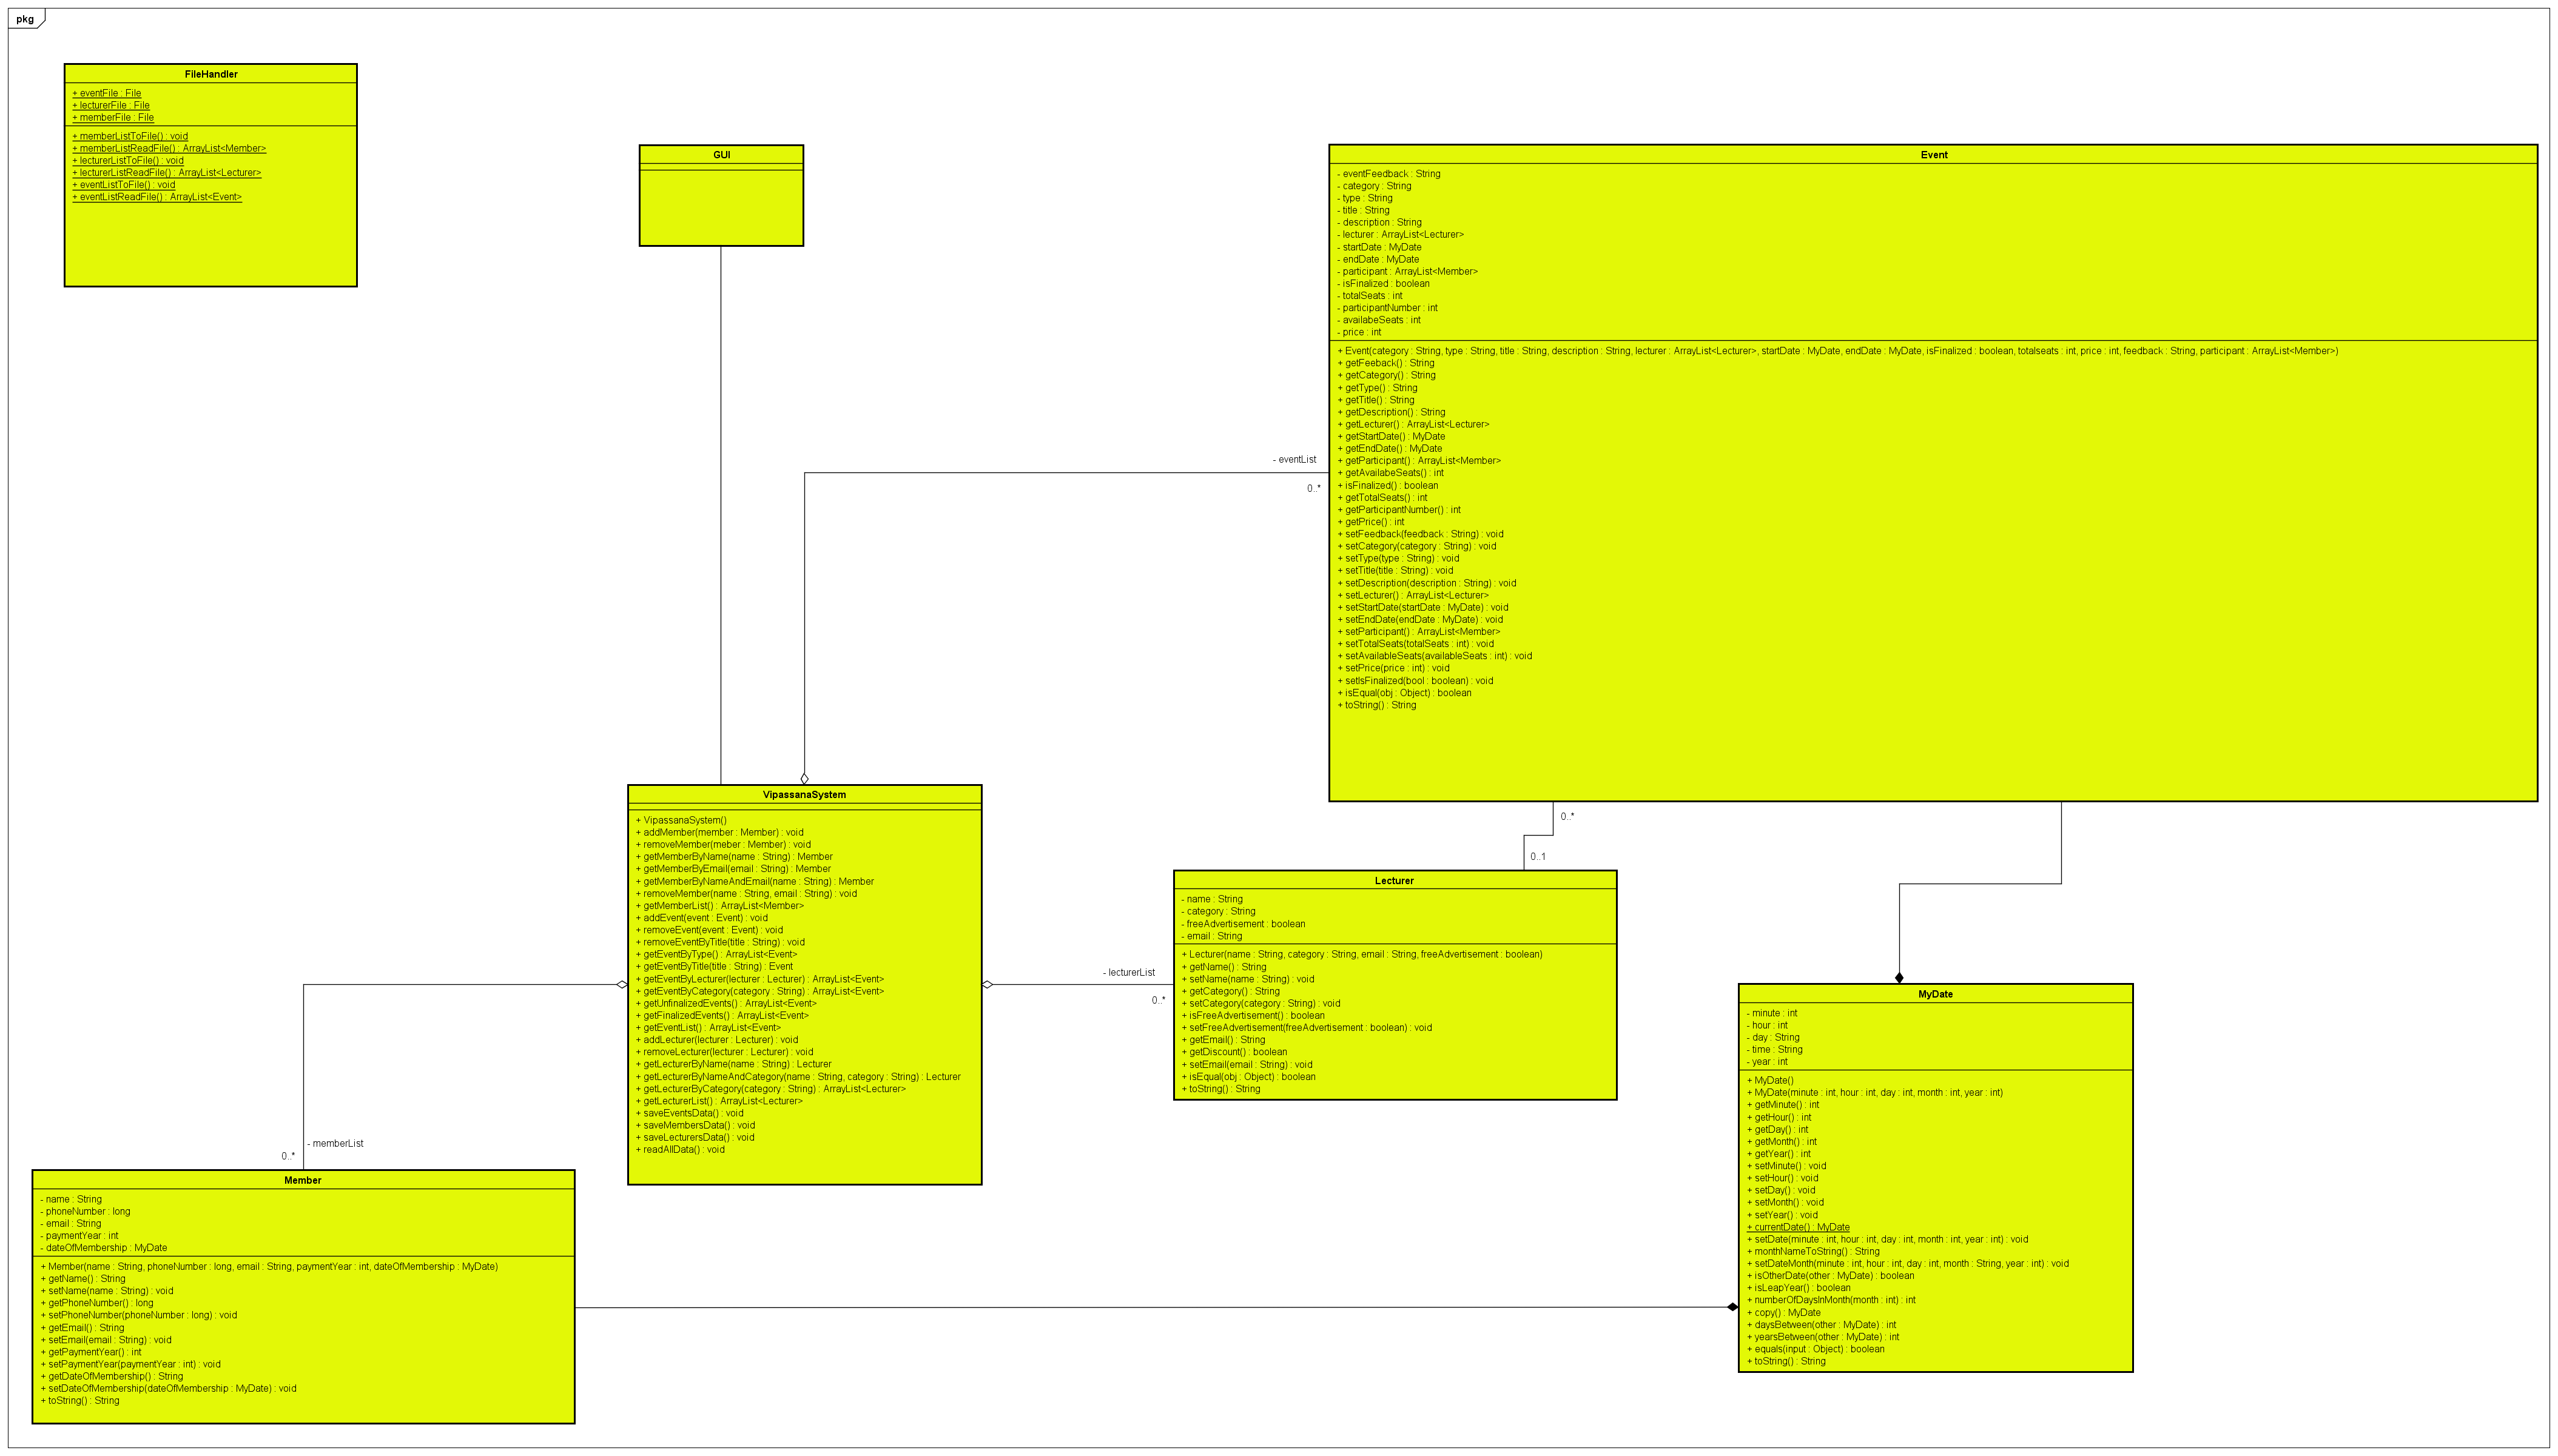 pkg
FileHandler
+ eventFile : File
+ lecturerFile : File
+ memberFile : File
+ memberListToFile() : void
+ memberListReadFile() : ArrayList<Member>
+ lecturerListToFile() : void
+ lecturerListReadFile() : ArrayList<Lecturer>
+ eventListToFile() : void
+ eventListReadFile() : ArrayList<Event>
GUI
Event
- eventFeedback : String
- category : String
- type : String
- title : String
- description : String
- lecturer : ArrayList<Lecturer>
- startDate : MyDate
- endDate : MyDate
- participant : ArrayList<Member>
- isFinalized : boolean
- totalSeats : int
- participantNumber : int
- availabeSeats : int
- price : int
+ Event(category : String, type : String, title : String, description : String, lecturer : ArrayList<Lecturer>, startDate : MyDate, endDate : MyDate, isFinalized : boolean, totalseats : int, price : int, feedback : String, participant : ArrayList<Member>)
+ getFeeback() : String
+ getCategory() : String
+ getType() : String
+ getTitle() : String
+ getDescription() : String
+ getLecturer() : ArrayList<Lecturer>
+ getStartDate() : MyDate
+ getEndDate() : MyDate
+ getParticipant() : ArrayList<Member>
+ getAvailabeSeats() : int
+ isFinalized() : boolean
+ getTotalSeats() : int
+ getParticipantNumber() : int
+ getPrice() : int
+ setFeedback(feedback : String) : void
+ setCategory(category : String) : void
+ setType(type : String) : void
+ setTitle(title : String) : void
+ setDescription(description : String) : void
+ setLecturer() : ArrayList<Lecturer>
+ setStartDate(startDate : MyDate) : void
+ setEndDate(endDate : MyDate) : void
+ setParticipant() : ArrayList<Member>
+ setTotalSeats(totalSeats : int) : void
+ setAvailableSeats(availableSeats : int) : void
+ setPrice(price : int) : void
+ setIsFinalized(bool : boolean) : void
+ isEqual(obj : Object) : boolean
+ toString() : String
- eventList
0..*
VipassanaSystem
+ VipassanaSystem()
+ addMember(member : Member) : void
+ removeMember(meber : Member) : void
+ getMemberByName(name : String) : Member
+ getMemberByEmail(email : String) : Member
+ getMemberByNameAndEmail(name : String) : Member
+ removeMember(name : String, email : String) : void
+ getMemberList() : ArrayList<Member>
+ addEvent(event : Event) : void
+ removeEvent(event : Event) : void
+ removeEventByTitle(title : String) : void
+ getEventByType() : ArrayList<Event>
+ getEventByTitle(title : String) : Event
+ getEventByLecturer(lecturer : Lecturer) : ArrayList<Event>
+ getEventByCategory(category : String) : ArrayList<Event>
+ getUnfinalizedEvents() : ArrayList<Event>
+ getFinalizedEvents() : ArrayList<Event>
+ getEventList() : ArrayList<Event>
+ addLecturer(lecturer : Lecturer) : void
+ removeLecturer(lecturer : Lecturer) : void
+ getLecturerByName(name : String) : Lecturer
+ getLecturerByNameAndCategory(name : String, category : String) : Lecturer
+ getLecturerByCategory(category : String) : ArrayList<Lecturer>
+ getLecturerList() : ArrayList<Lecturer>
+ saveEventsData() : void
+ saveMembersData() : void
+ saveLecturersData() : void
+ readAllData() : void
- lecturerList
0..*
0..*
0..1
Lecturer
- name : String
- category : String
- freeAdvertisement : boolean
- email : String
+ Lecturer(name : String, category : String, email : String, freeAdvertisement : boolean)
+ getName() : String
+ setName(name : String) : void
+ getCategory() : String
+ setCategory(category : String) : void
+ isFreeAdvertisement() : boolean
+ setFreeAdvertisement(freeAdvertisement : boolean) : void
+ getEmail() : String
+ getDiscount() : boolean
+ setEmail(email : String) : void
+ isEqual(obj : Object) : boolean
+ toString() : String
MyDate
- minute : int
- hour : int
- day : String
- time : String
- year : int
+ MyDate()
+ MyDate(minute : int, hour : int, day : int, month : int, year : int)
+ getMinute() : int
+ getHour() : int
+ getDay() : int
+ getMonth() : int
+ getYear() : int
+ setMinute() : void
+ setHour() : void
+ setDay() : void
+ setMonth() : void
+ setYear() : void
+ currentDate() : MyDate
+ setDate(minute : int, hour : int, day : int, month : int, year : int) : void
+ monthNameToString() : String
+ setDateMonth(minute : int, hour : int, day : int, month : String, year : int) : void
+ isOtherDate(other : MyDate) : boolean
+ isLeapYear() : boolean
+ numberOfDaysInMonth(month : int) : int
+ copy() : MyDate
+ daysBetween(other : MyDate) : int
+ yearsBetween(other : MyDate) : int
+ equals(input : Object) : boolean
+ toString() : String
- memberList
0..*
Member
- name : String
- phoneNumber : long
- email : String
- paymentYear : int
- dateOfMembership : MyDate
+ Member(name : String, phoneNumber : long, email : String, paymentYear : int, dateOfMembership : MyDate)
+ getName() : String
+ setName(name : String) : void
+ getPhoneNumber() : long
+ setPhoneNumber(phoneNumber : long) : void
+ getEmail() : String
+ setEmail(email : String) : void
+ getPaymentYear() : int
+ setPaymentYear(paymentYear : int) : void
+ getDateOfMembership() : String
+ setDateOfMembership(dateOfMembership : MyDate) : void
+ toString() : String